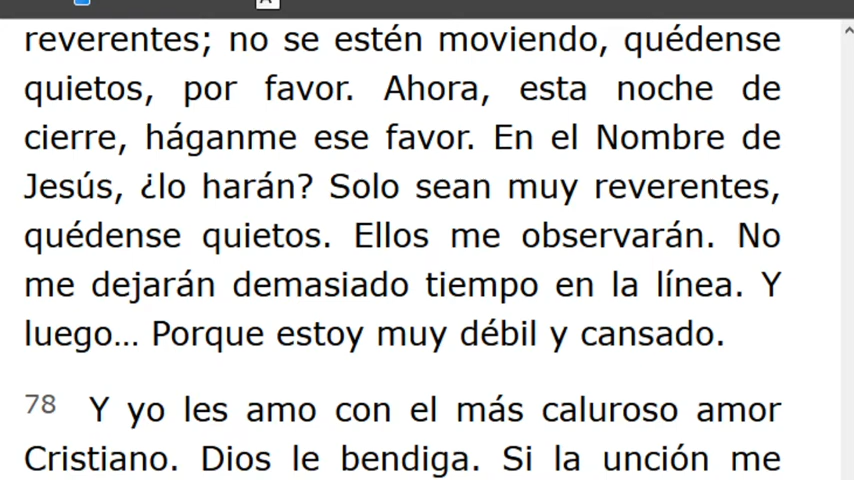 reverentes; no se estén moviendo, quédense
quietos, por favor. Ahora, esta noche de
cierre, háganme ese favor. En el Nombre de
Jesús, ¿lo harán? Solo sean muy reverentes,
quédense quietos. Ellos me observarán. No
me dejarán demasiado tiempo en la línea. Y
luego… Porque estoy muy débil y cansado.
78 Y yo les amo con el más caluroso amor
Cristiano. Dios le bendiga. Si la unción me